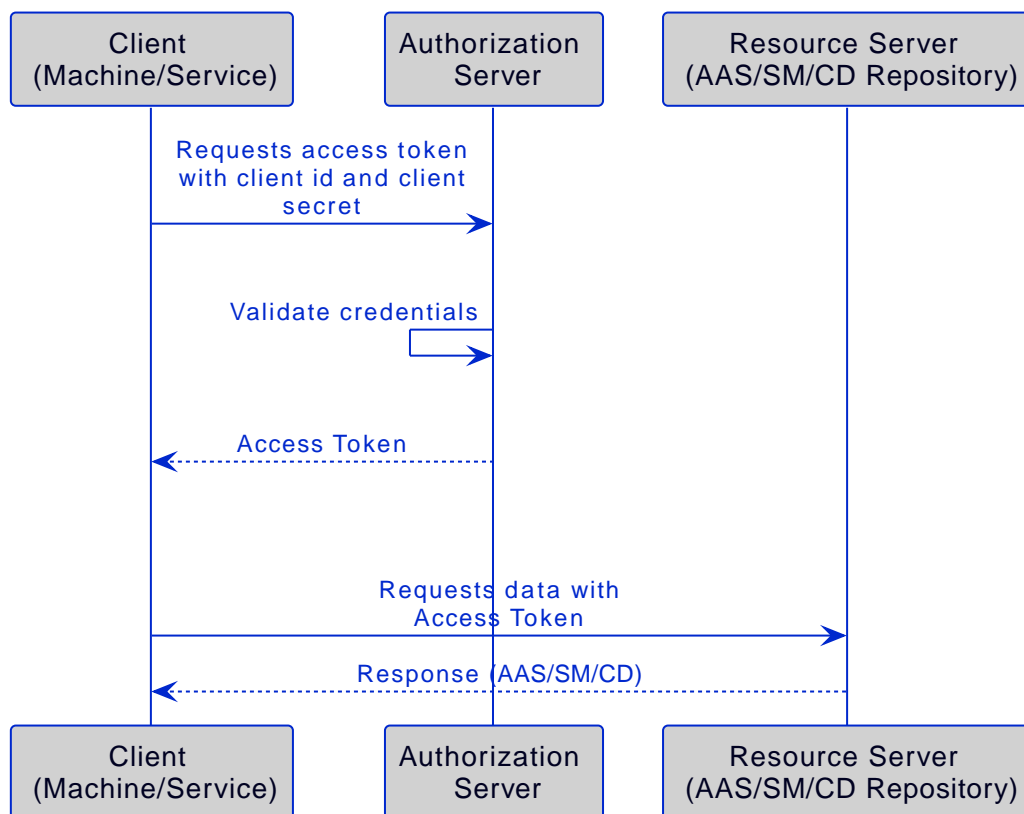 Client
(Machine/Service)
Authorization
Server
Resource Server
(AAS/SM/CD Repository)
Requests access token
with client id and client
secret
Validate credentials
Access Token
Requests data with
Access Token
Response (AAS/SM/CD)
Client
(Machine/Service)
Authorization
Server
Resource Server
(AAS/SM/CD Repository)